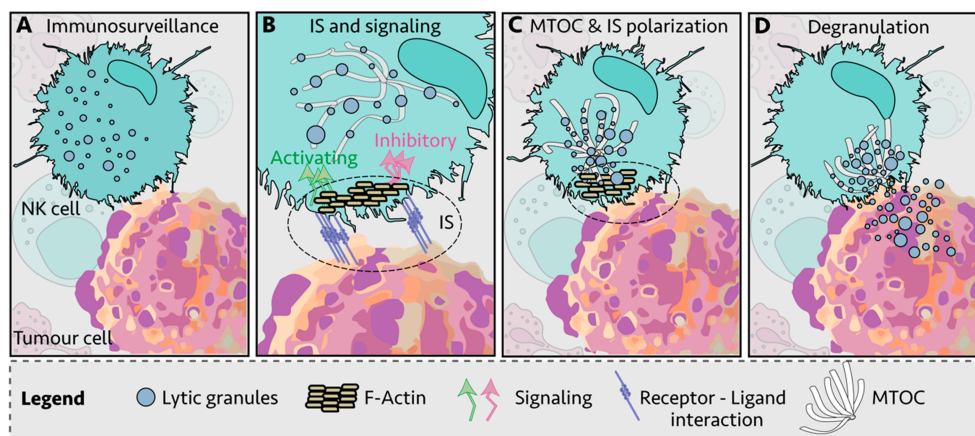 A Immunosurveillance
B IS and signaling
C MTOC & IS polarization
D Degranulation
Inhibitory
Activating
NK cell
IS
Tumour cell
Legend
Lytic granules
F-Actin
Signaling
Receptor - Ligand
interaction
MTOC